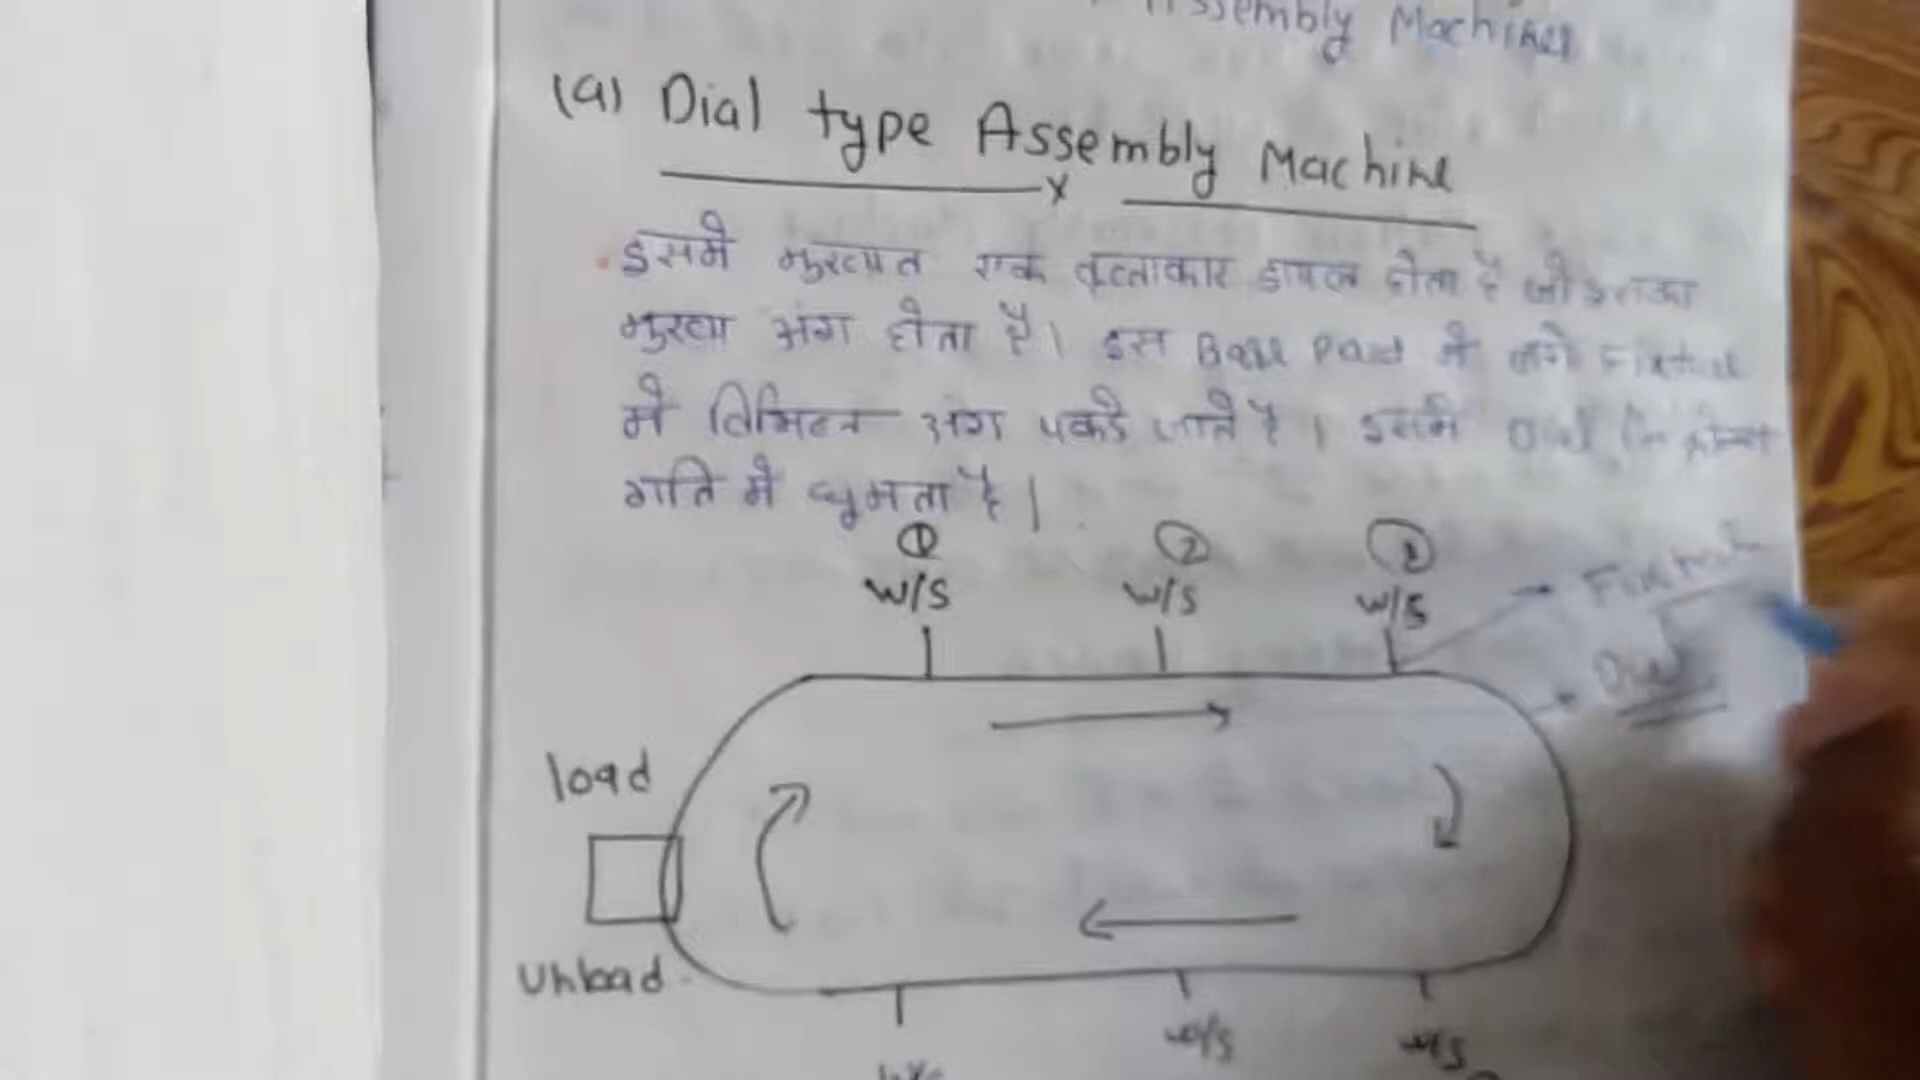 Assembly Machines
(a) Dial type Assembly Machine
इसमे मुख्यत एक वृत्ताकार डायल होता है जो इसका
मुख्य अंग होता है। इस Base Part मे लगे Fixture
मे विभिन्न अंग पकडे जाते है। इसमे Dial
गति मे घूमता है।
① ② ③
W/S W/S W/S
Fixture
Dial
load
Unload
W/S W/S